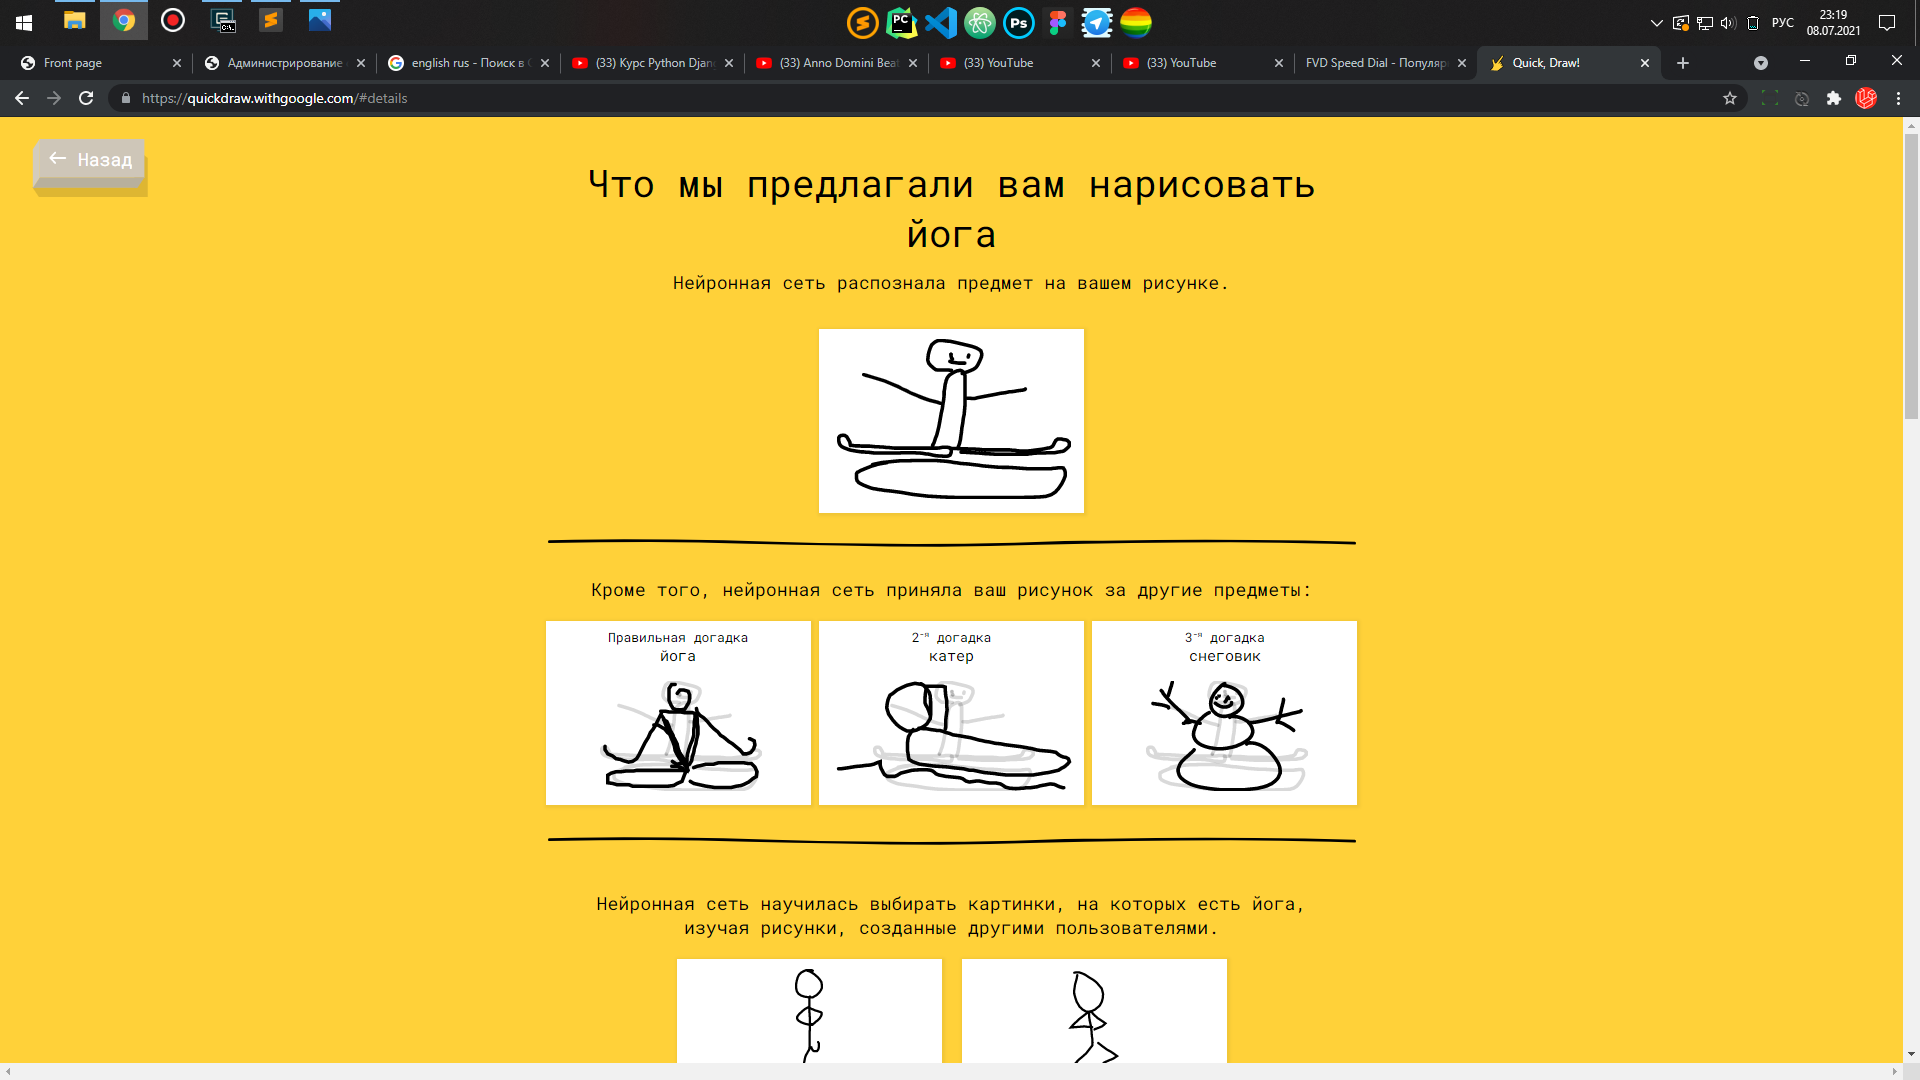 PC
Ps
РУС
23:19
08.07.2021
Front page
Администрирование
english rus - Поиск в
(33) Курс Python Djan
(33) Anno Domini Bea
(33) YouTube
(33) YouTube
FVD Speed Dial - Популяр
Quick, Draw!
https://quickdraw.withgoogle.com/#details
Назад
Что мы предлагали вам нарисовать
йога
Нейронная сеть распознала предмет на вашем рисунке.
Кроме того, нейронная сеть приняла ваш рисунок за другие предметы:
Правильная догадка
йога
2-я догадка
катер
3-я догадка
снеговик
Нейронная сеть научилась выбирать картинки, на которых есть йога,
изучая рисунки, созданные другими пользователями.